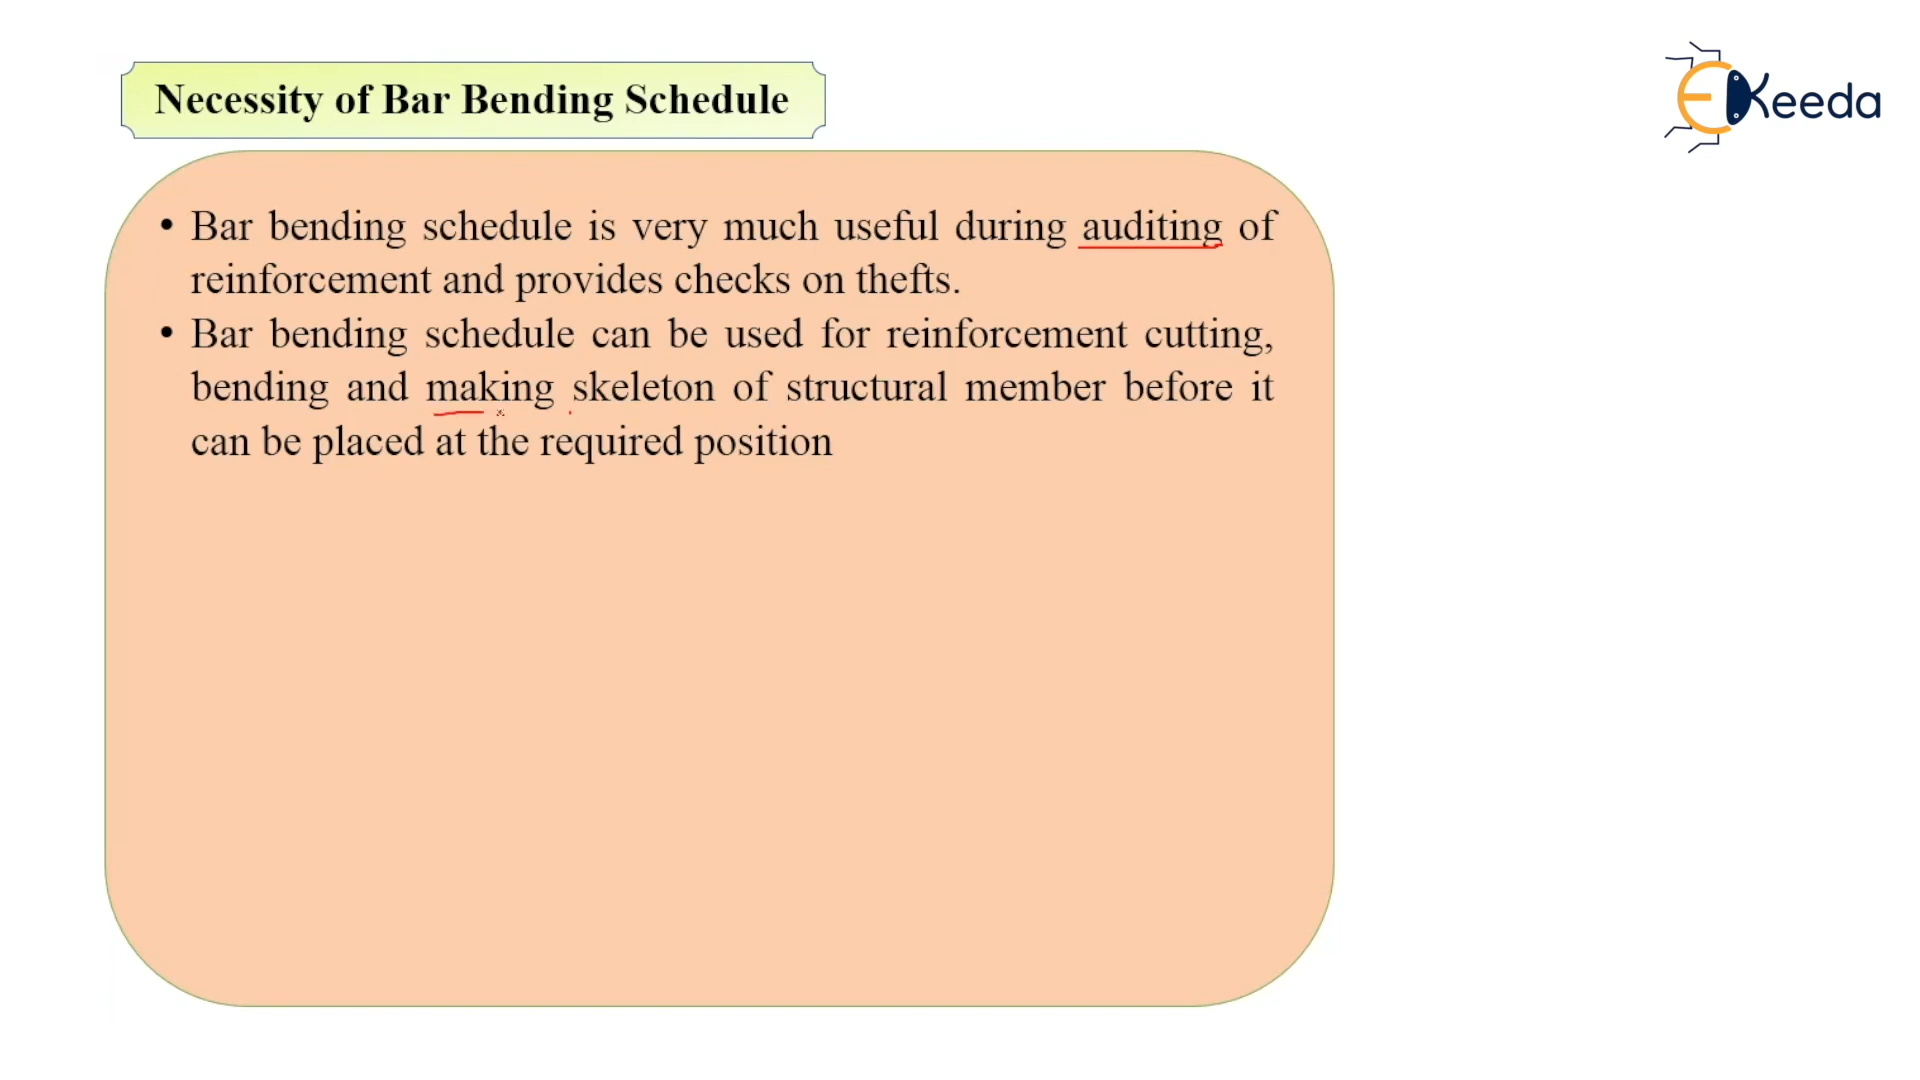 Necessity of Bar Bending Schedule
EKeeda
• Bar bending schedule is very much useful during auditing of
reinforcement and provides checks on thefts.
• Bar bending schedule can be used for reinforcement cutting,
bending and making skeleton of structural member before it
can be placed at the required position